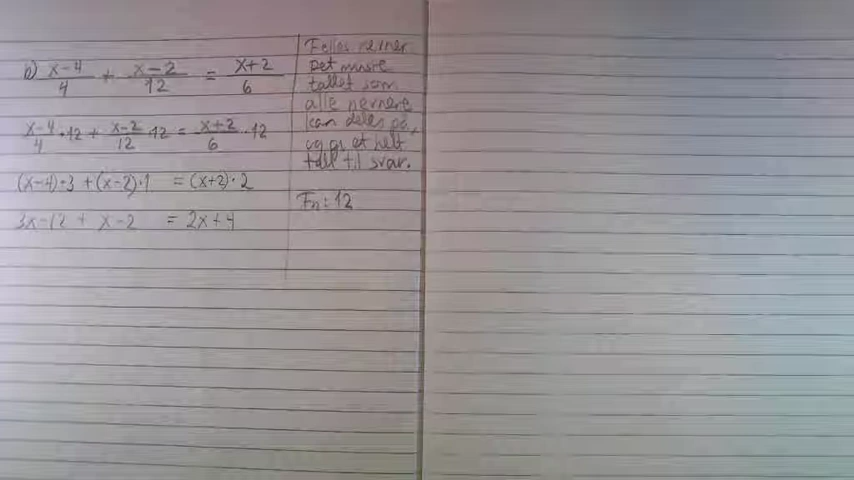 b) x-4/4 + x-2/12 = x+2/6
x-4/4 · 12 + x-2/12 · 12 = x+2/6 · 12
(x-4)·3 + (x-2)·1 = (x+2)·2
3x-12 + x-2 = 2x+4
Felles nevner
Det minste
tallet som
alle nevnere
kan deles på,
og gi et helt
tall til svar.
Fn: 12